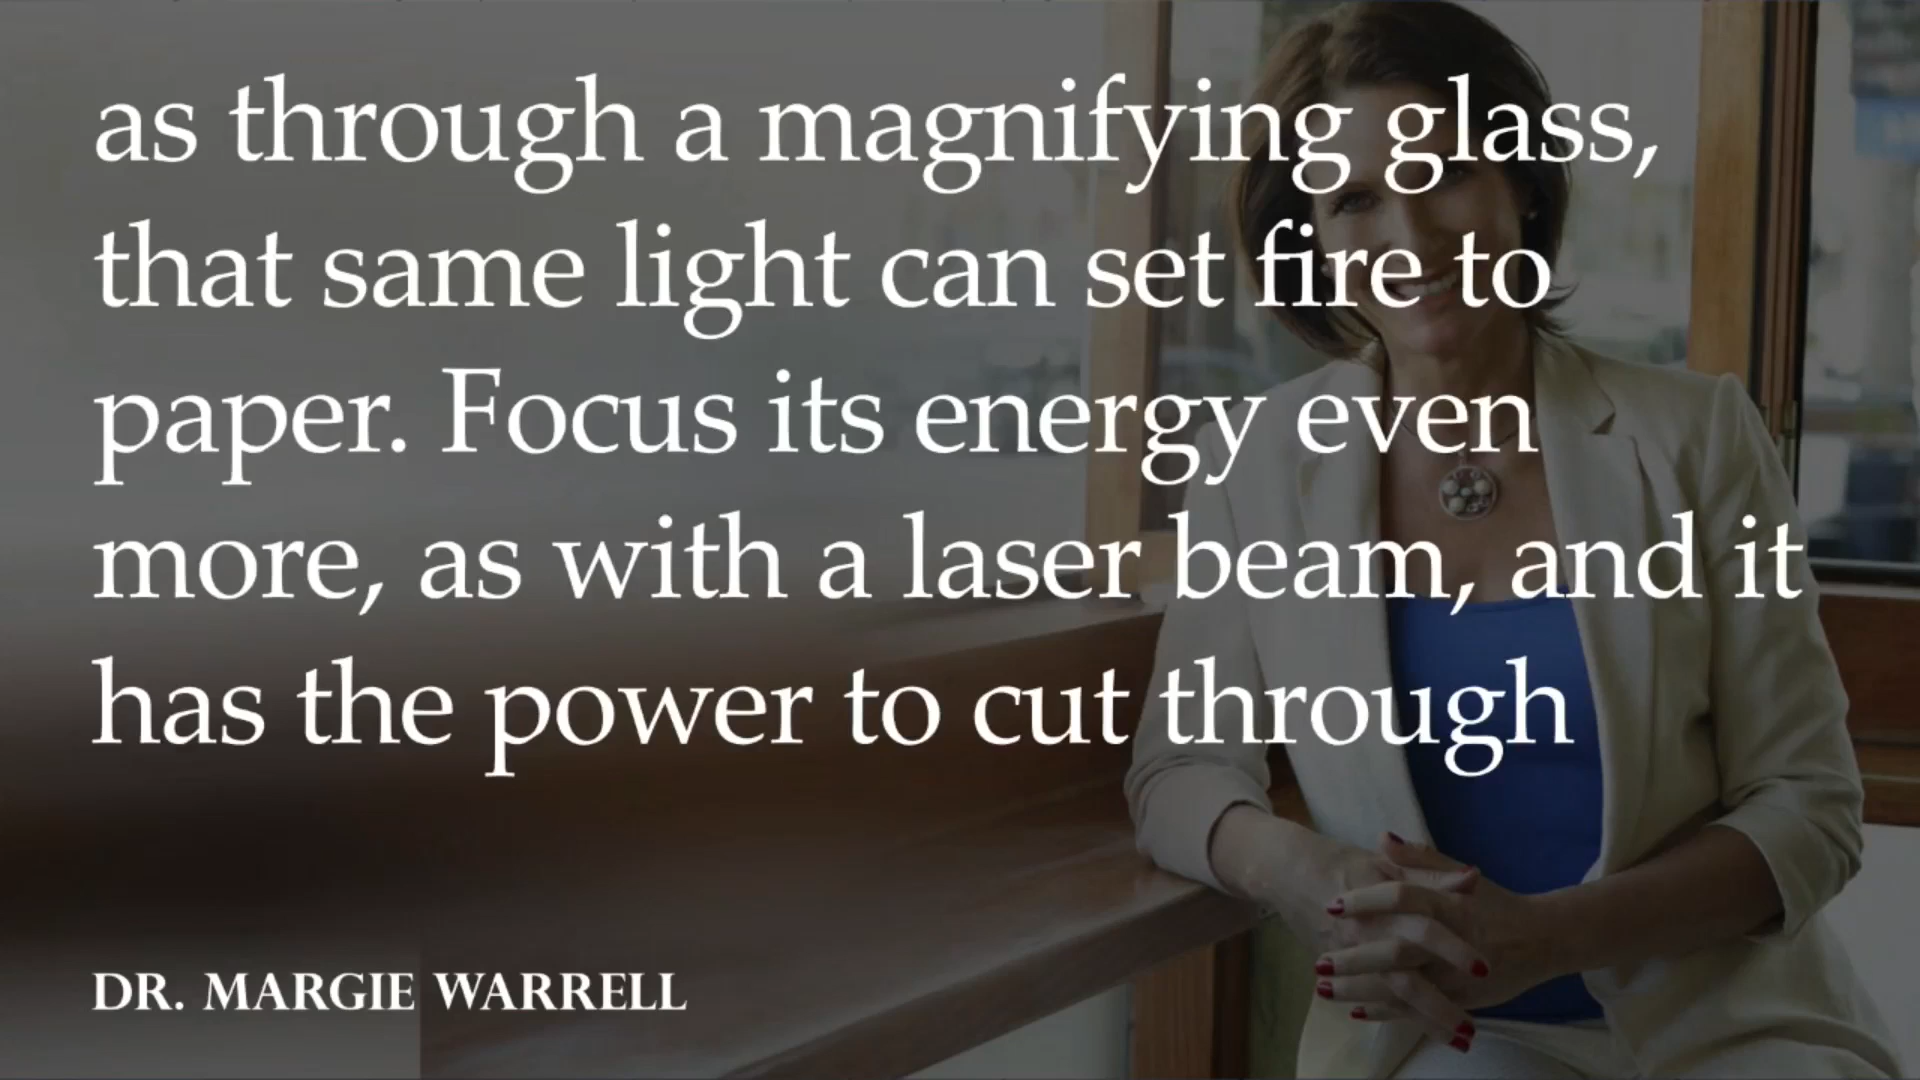 as through a magnifying glass,
that same light can set fire to
paper. Focus its energy even
more, as with a laser beam, and it
has the power to cut through
DR. MARGIE WARRELL